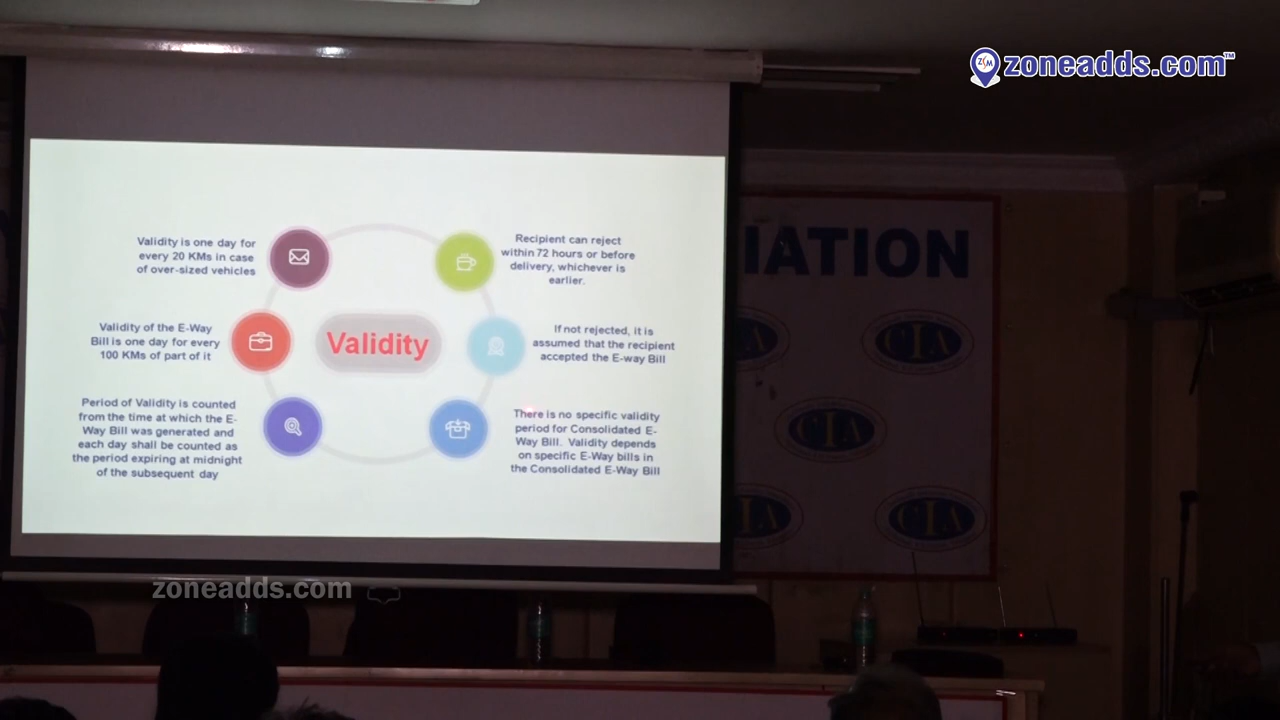 zoneadds.com™
Validity is one day for
every 20 KMs in case
of over-sized vehicles
Validity of the E-Way
Bill is one day for every
100 KMs of part of it
Period of Validity is counted
from the time at which the E-
Way Bill was generated and
each day shall be counted as
the period expiring at midnight
of the subsequent day
Validity
Recipient can reject
within 72 hours or before
delivery, whichever is
earlier.
If not rejected, it is
assumed that the recipient
accepted the E-way Bill
There is no specific validity
period for Consolidated E-
Way Bill. Validity depends
on specific E-Way bills in
the Consolidated E-Way Bill
IATION
CIA
CIA
CIA
zoneadds.com